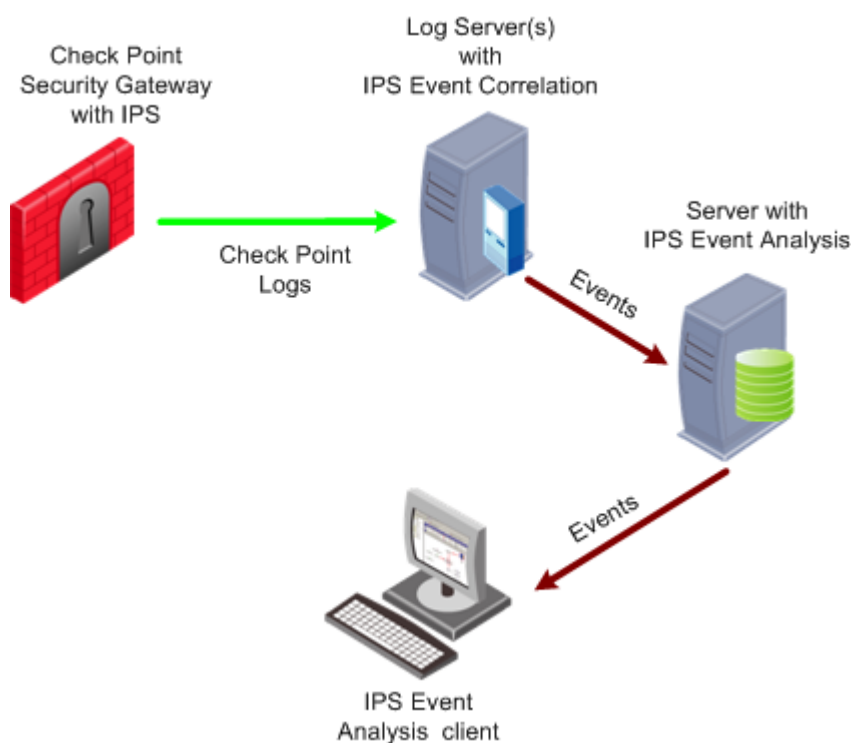 Check Point
Security Gateway
with IPS
Log Server(s)
with
IPS Event Correlation
Check Point
Logs
Server with
IPS Event Analysis
Events
Events
IPS Event
Analysis client